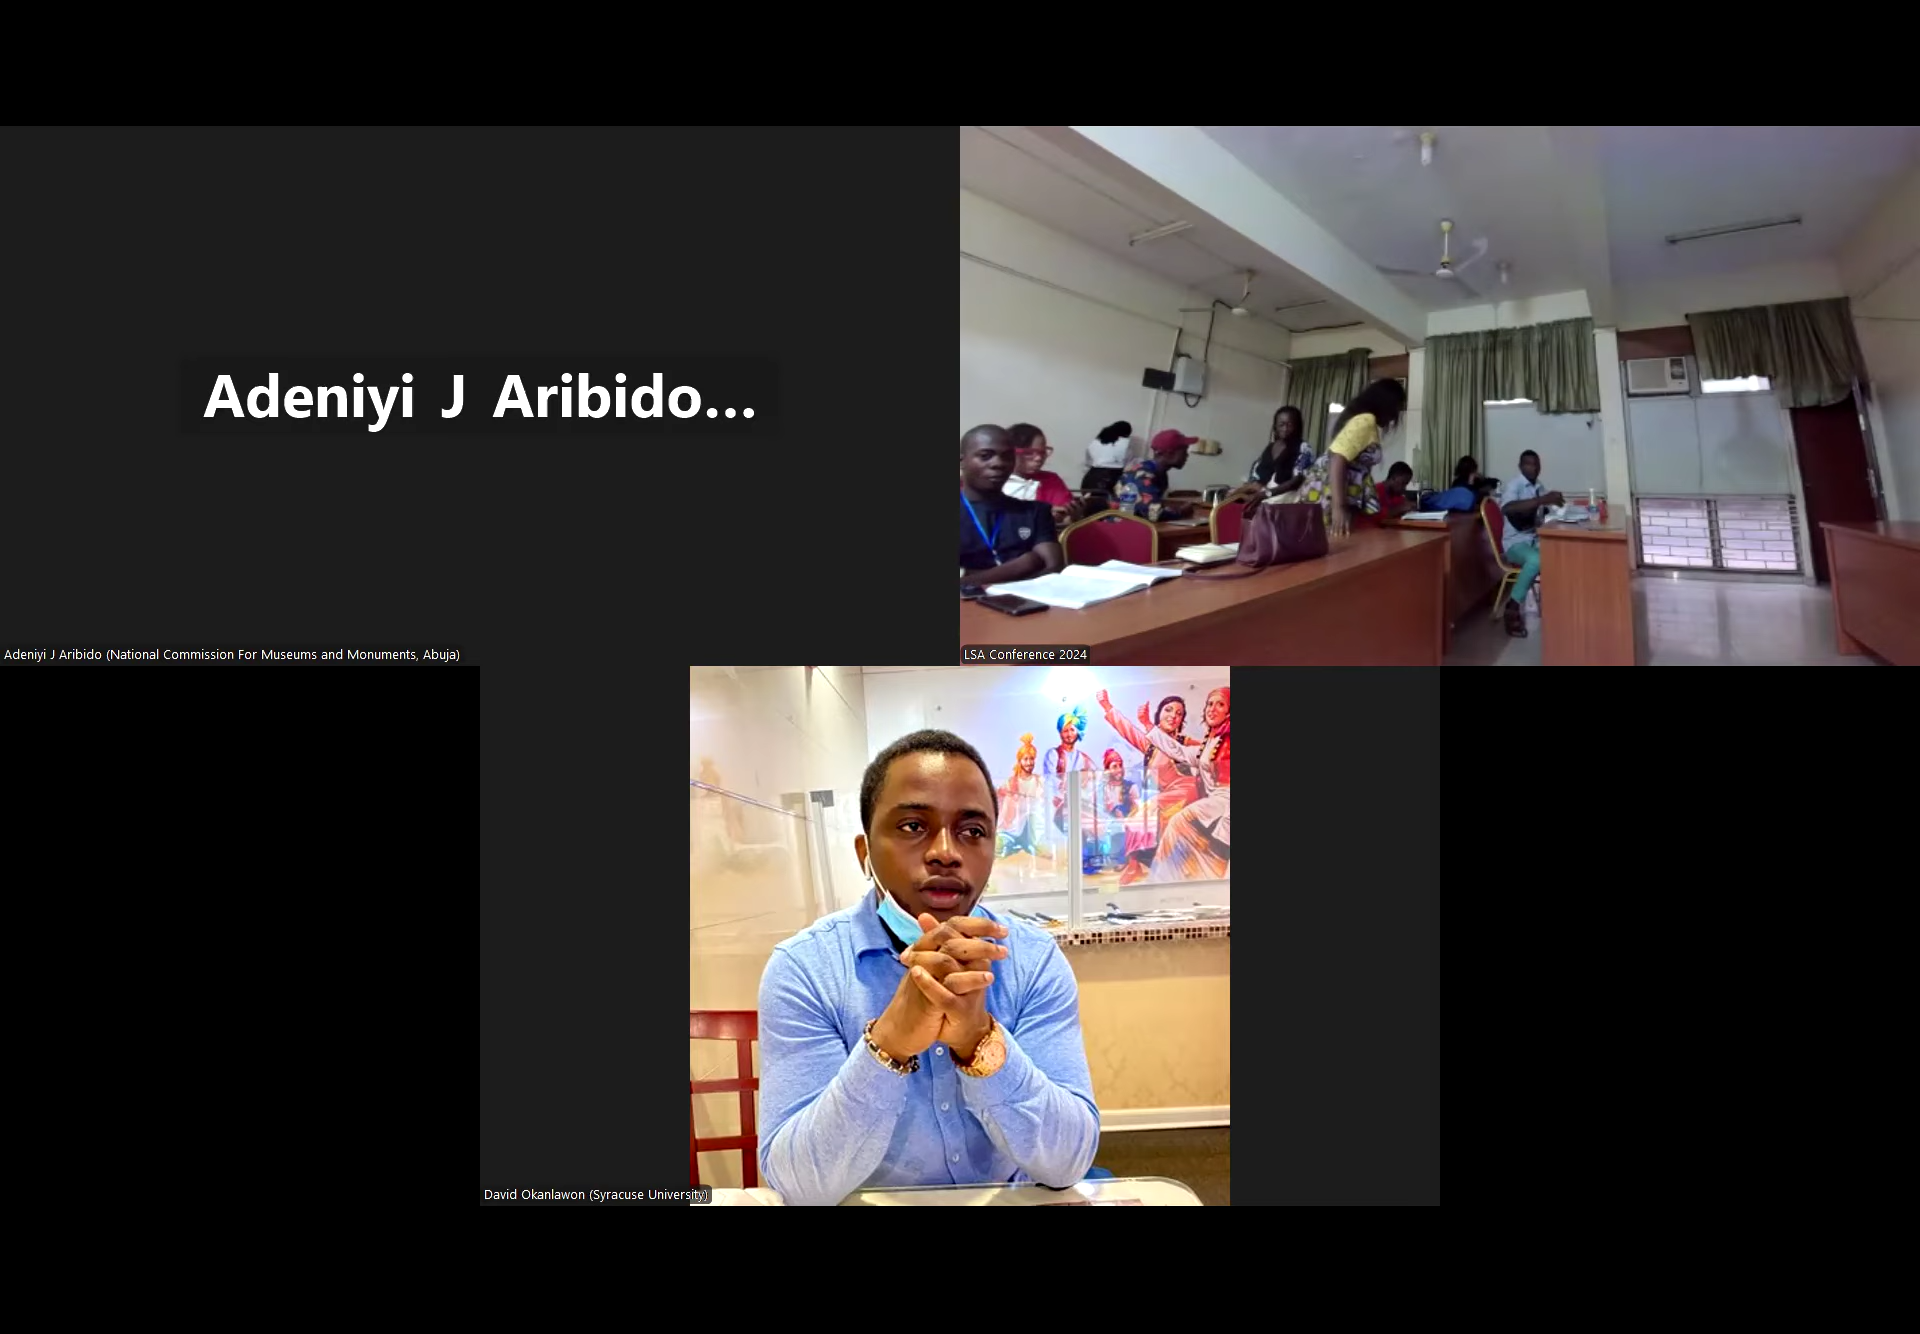 Adeniyi J Aribido...
Adeniyi J Aribido (National Commission For Museums and Monuments, Abuja)
LSA Conference 2024
David Okanlawon (Syracuse University)